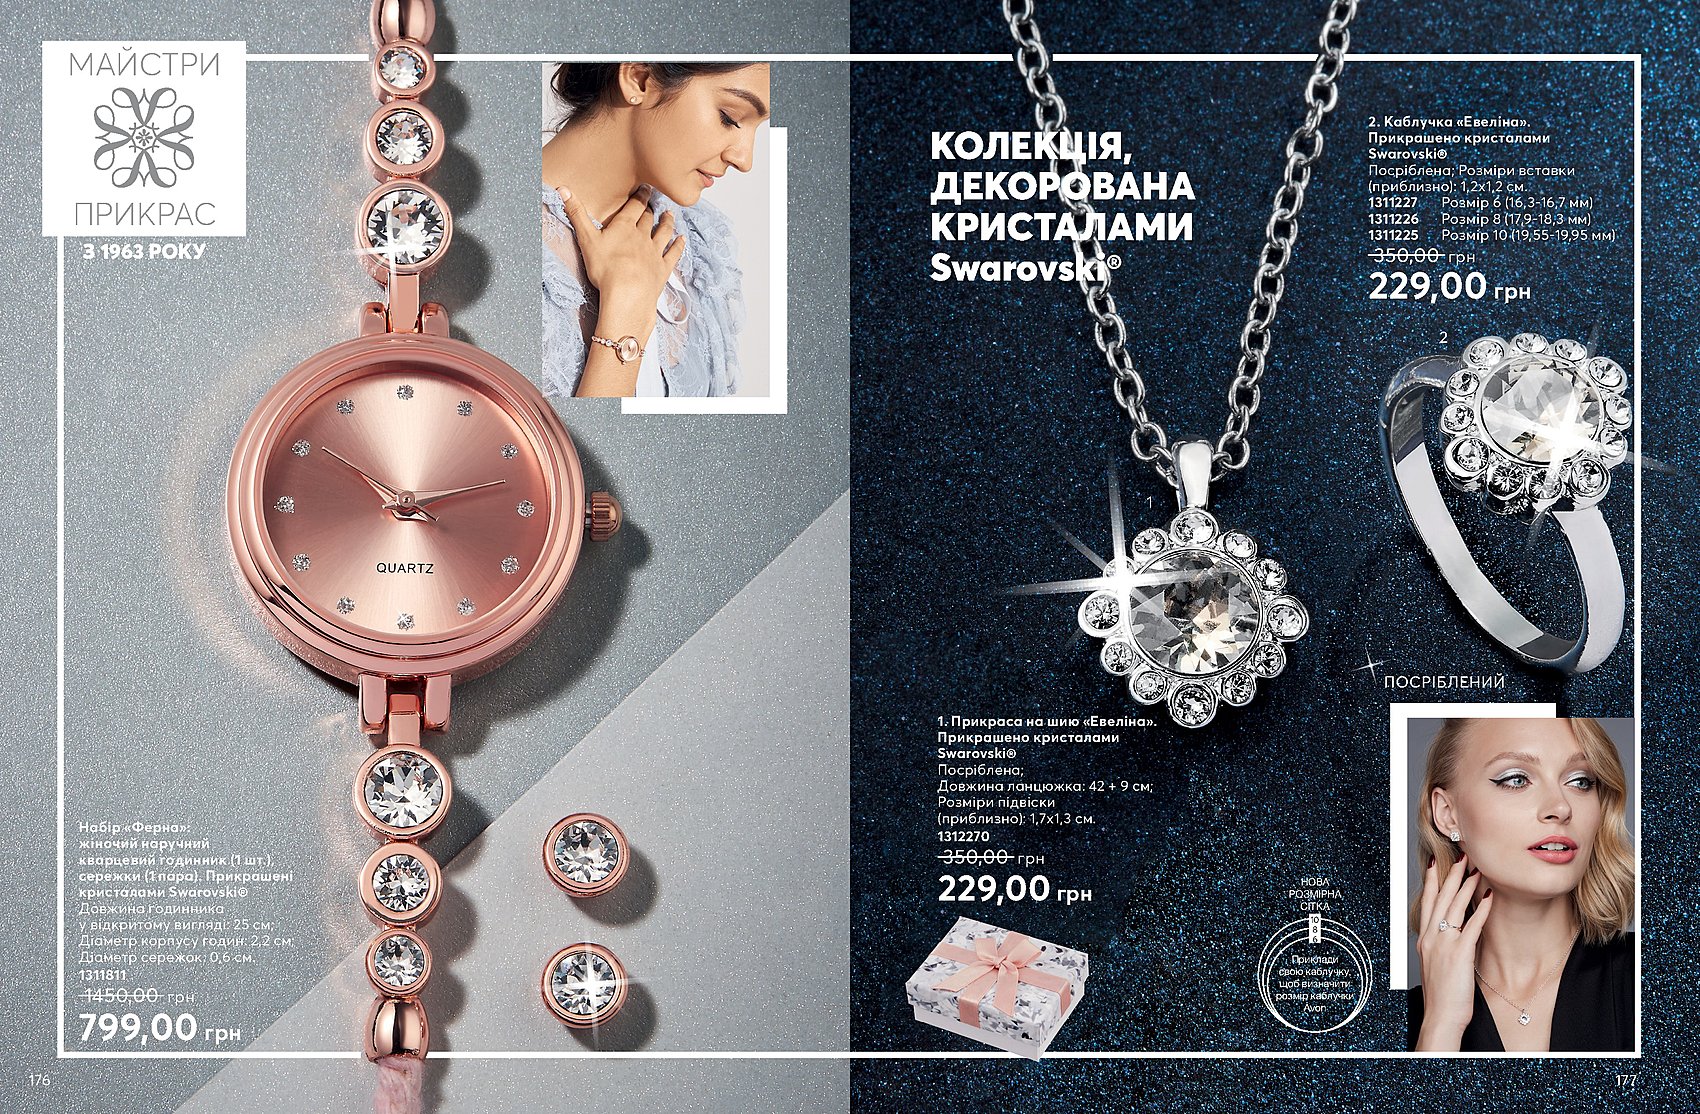 МАЙСТРИ
ПРИКРАС
З 1963 РОКУ
QUARTZ
Набір «Ферна»:
жіночий наручний
кварцевий годинник (1 шт.),
сережки (1 пара). Прикрашені
кристалами Swarovski®
Довжина годинника
у відкритому вигляді: 25 см;
Діаметр корпусу годин: 2,2 см;
Діаметр сережок: 0,6 см.
1311811
1450,00 грн
799,00 грн
176
КОЛЕКЦІЯ,
ДЕКОРОВАНА
КРИСТАЛАМИ
Swarovski®
2. Каблучка «Евеліна».
Прикрашено кристалами
Swarovski®
Посріблена; Розміри вставки
(приблизно): 1,2х1,2 см.
1311227 Розмір 6 (16,3-16,7 мм)
1311226 Розмір 8 (17,9-18,3 мм)
1311225 Розмір 10 (19,55-19,95 мм)
350,00 грн
229,00 грн
2
1
ПОСРІБЛЕНИЙ
1. Прикраса на шию «Евеліна».
Прикрашено кристалами
Swarovski®
Посріблена;
Довжина ланцюжка: 42 + 9 см;
Розміри підвіски
(приблизно): 1,7х1,3 см.
1312270
350,00 грн
229,00 грн
НОВА
РОЗМІРНА
СІТКА
10
8
6
Приклади
свою каблучку,
щоб визначити
розмір каблучки
Avon
177